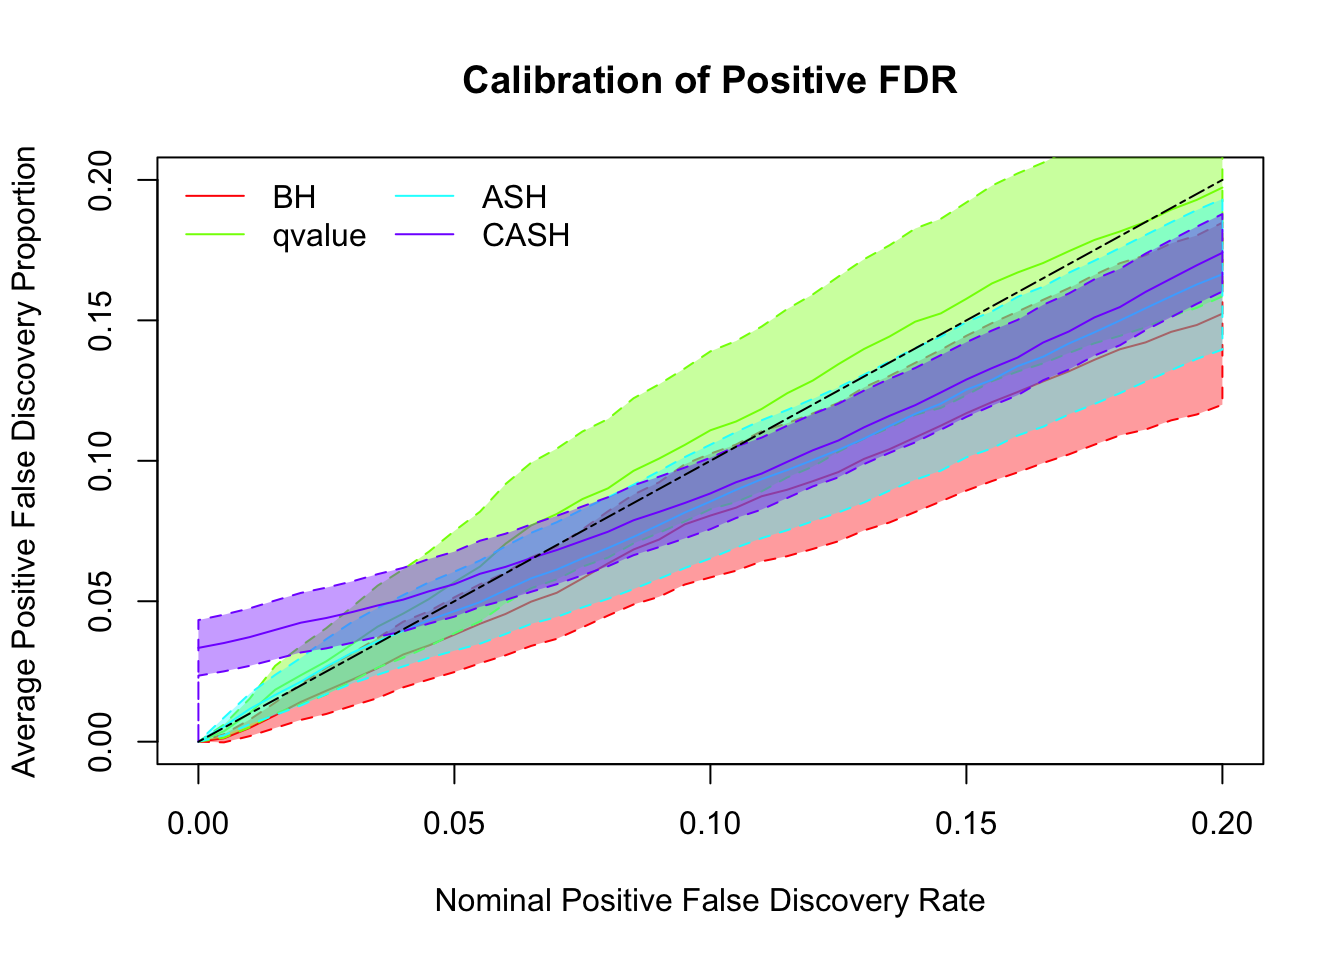 Calibration of Positive FDR
Average Positive False Discovery Proportion
0.20
0.15
0.10
0.05
0.00
BH
qvalue
ASH
CASH
0.00 0.05 0.10 0.15 0.20
Nominal Positive False Discovery Rate